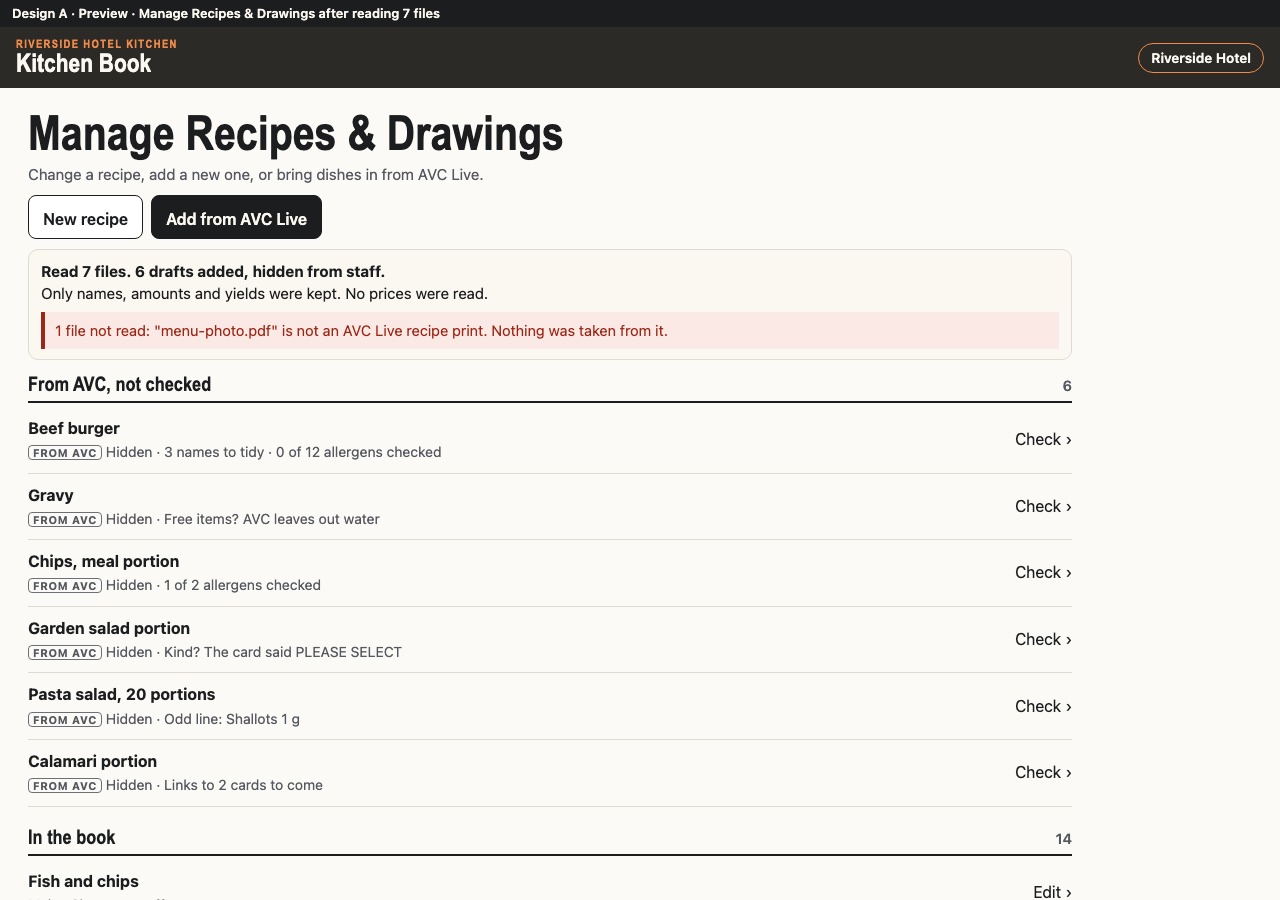 Design A · Preview · Manage Recipes & Drawings after reading 7 files
RIVERSIDE HOTEL KITCHEN
Kitchen Book
Riverside Hotel
Manage Recipes & Drawings
Change a recipe, add a new one, or bring dishes in from AVC Live.
New recipe
Add from AVC Live
Read 7 files. 6 drafts added, hidden from staff.
Only names, amounts and yields were kept. No prices were read.
1 file not read: "menu-photo.pdf" is not an AVC Live recipe print. Nothing was taken from it.
From AVC, not checked
6
Beef burger
FROM AVC Hidden · 3 names to tidy · 0 of 12 allergens checked
Check ›
Gravy
FROM AVC Hidden · Free items? AVC leaves out water
Check ›
Chips, meal portion
FROM AVC Hidden · 1 of 2 allergens checked
Check ›
Garden salad portion
FROM AVC Hidden · Kind? The card said PLEASE SELECT
Check ›
Pasta salad, 20 portions
FROM AVC Hidden · Odd line: Shallots 1 g
Check ›
Calamari portion
FROM AVC Hidden · Links to 2 cards to come
Check ›
In the book
14
Fish and chips
Edit ›